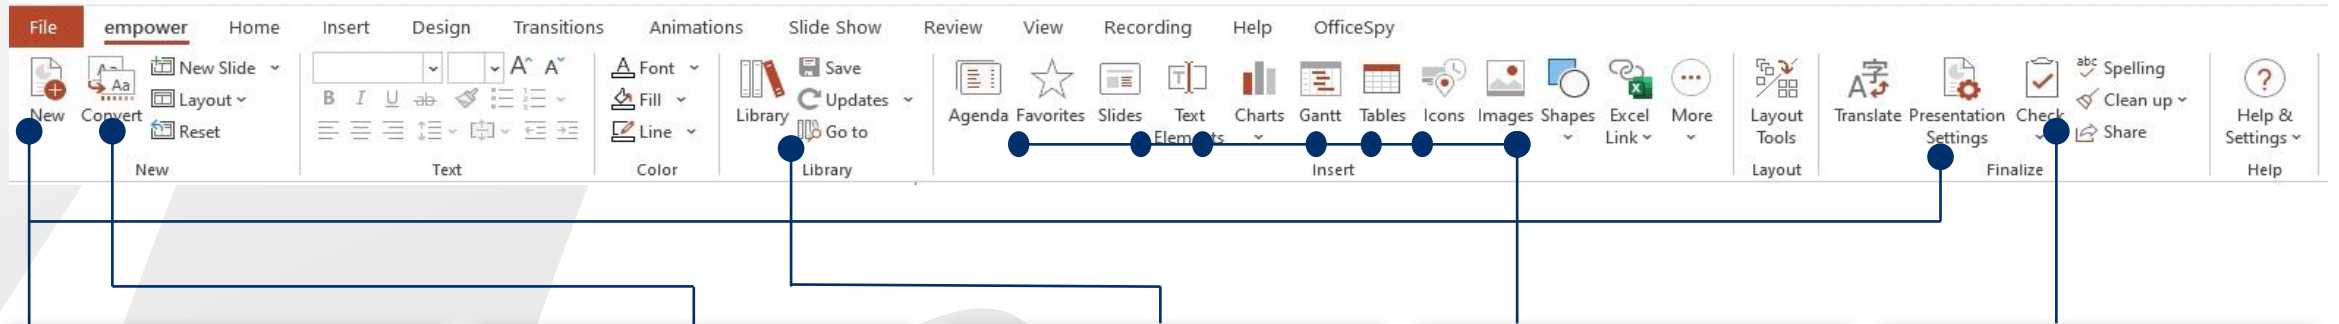 File empower Home Insert Design Transitions Animations Slide Show Review View Recording Help OfficeSpy
New
Convert
New Slide
Layout
Reset
New
B I U ab
Text
Font
Fill
Line
Color
Library
Save
Updates
Go to
Library
Agenda
Favorites
Slides
Text
Elements
Charts
Gantt
Tables
Icons
Images
Shapes
Excel
Link
More
Insert
Layout
Tools
Layout
Translate
Presentation
Settings
Check
abc Spelling
Clean up
Share
Finalize
Help &
Settings
Help